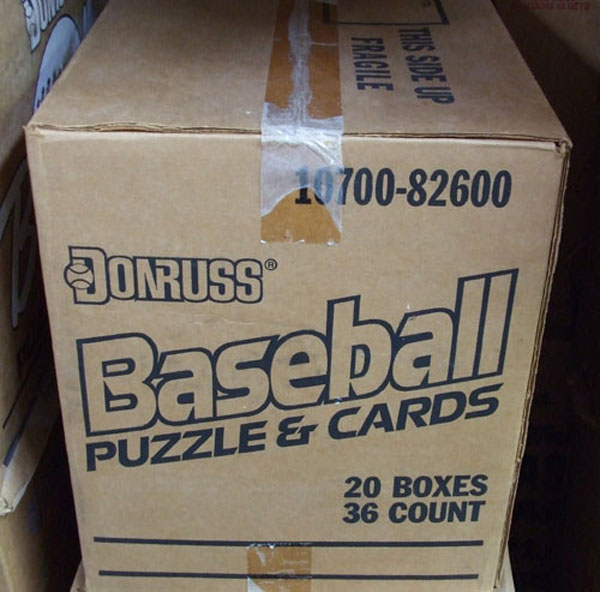 THIS SIDE UP
FRAGILE
10700-82600
DONRUSS®
Baseball
PUZZLE & CARDS
20 BOXES
36 COUNT